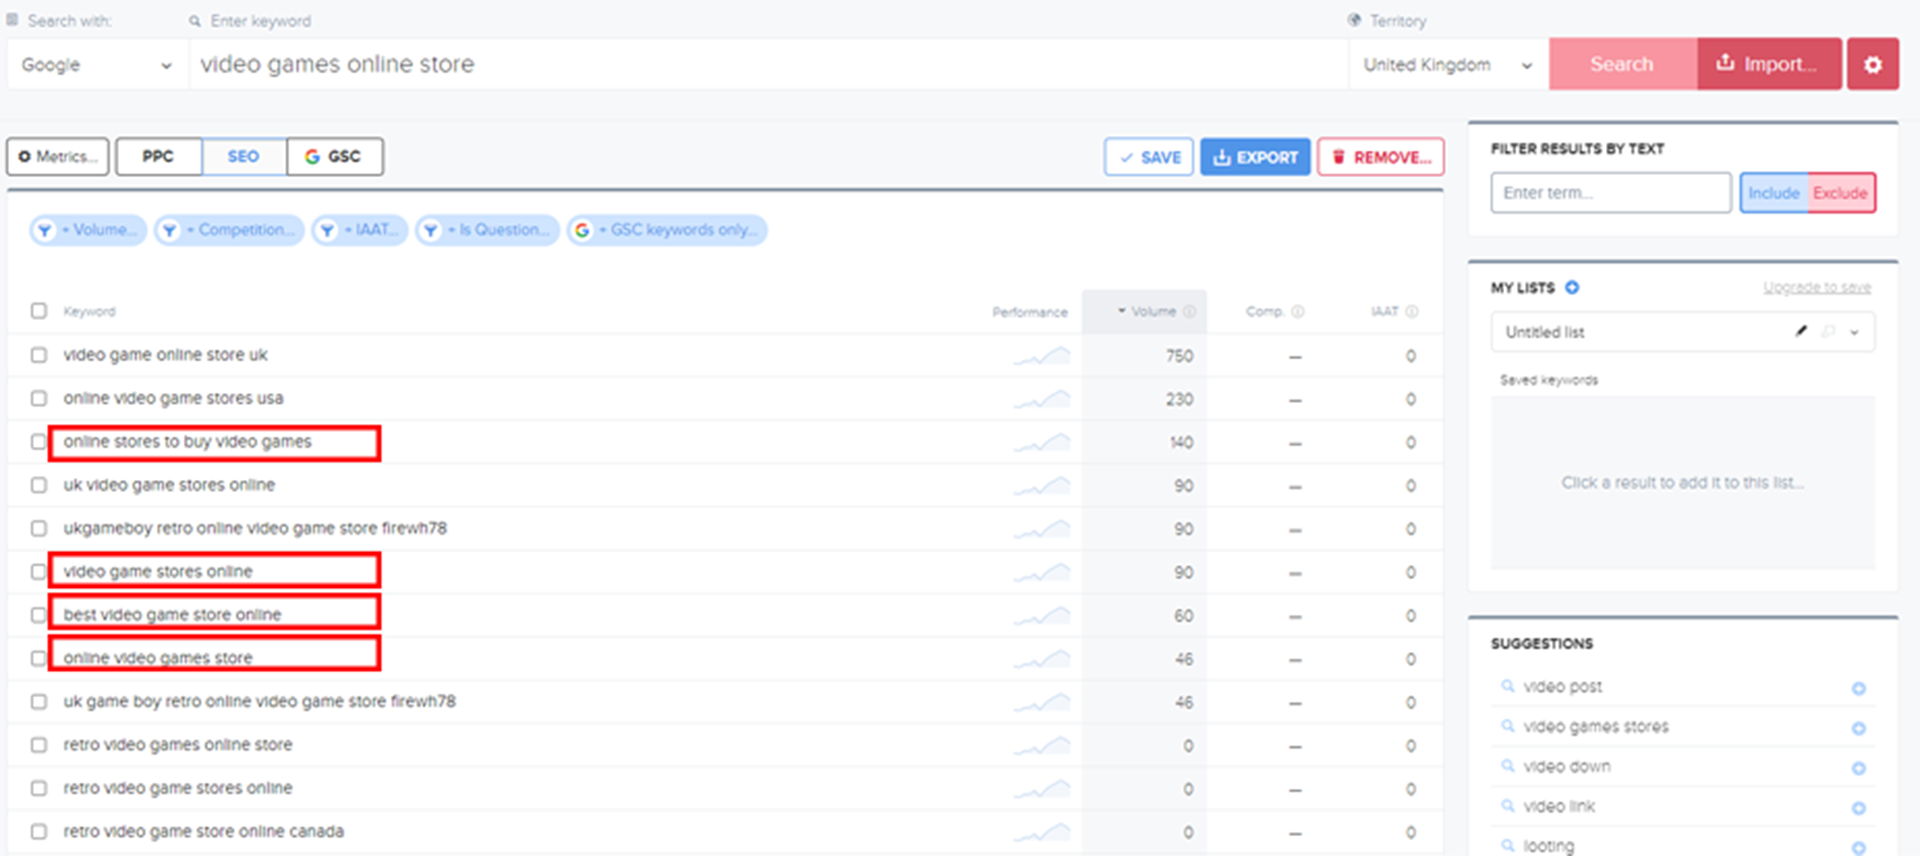 Search with: Enter keyword Territory
Google video games online store United Kingdom Search Import...
Metrics... PPC SEO GSC SAVE EXPORT REMOVE...
FILTER RESULTS BY TEXT
Enter term... Include Exclude
+ Volume... + Competition... + IAAT... + Is Question... + GSC keywords only...
MY LISTS Upgrade to save
Untitled list
Saved keywords
Click a result to add it to this list...
Keyword Performance Volume Comp. IAAT
video game online store uk 750 — 0
online video game stores usa 230 — 0
online stores to buy video games 140 — 0
uk video game stores online 90 — 0
ukgameboy retro online video game store firewh78 90 — 0
video game stores online 90 — 0
best video game store online 60 — 0
online video games store 46 — 0
uk game boy retro online video game store firewh78 46 — 0
retro video games online store 0 — 0
retro video game stores online 0 — 0
retro video game store online canada 0 — 0
SUGGESTIONS
video post
video games stores
video down
video link
looting